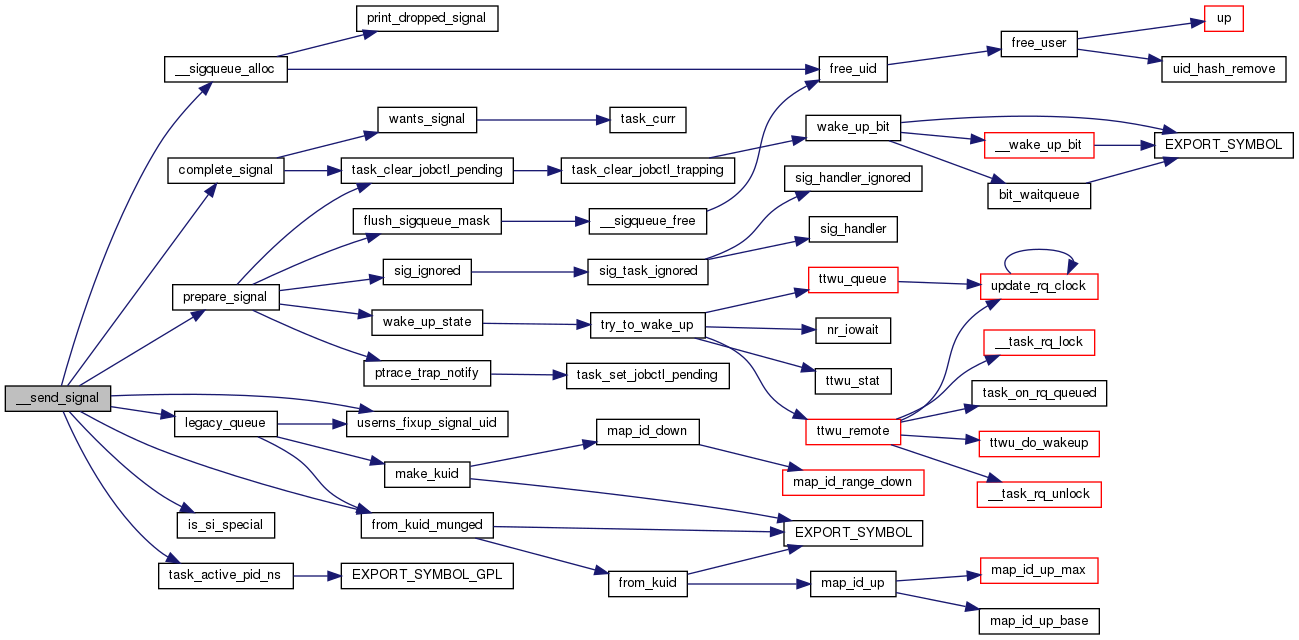 print_dropped_signal
up
free_user
__sigqueue_alloc
free_uid
uid_hash_remove
wants_signal
task_curr
wake_up_bit
__wake_up_bit
EXPORT_SYMBOL
complete_signal
task_clear_jobctl_pending
task_clear_jobctl_trapping
sig_handler_ignored
bit_waitqueue
flush_sigqueue_mask
__sigqueue_free
sig_handler
sig_ignored
sig_task_ignored
ttwu_queue
update_rq_clock
prepare_signal
wake_up_state
try_to_wake_up
nr_iowait
__task_rq_lock
ptrace_trap_notify
task_set_jobctl_pending
ttwu_stat
task_on_rq_queued
__send_signal
legacy_queue
userns_fixup_signal_uid
map_id_down
ttwu_remote
ttwu_do_wakeup
make_kuid
map_id_range_down
__task_rq_unlock
is_si_special
from_kuid_munged
EXPORT_SYMBOL
task_active_pid_ns
EXPORT_SYMBOL_GPL
from_kuid
map_id_up
map_id_up_max
map_id_up_base